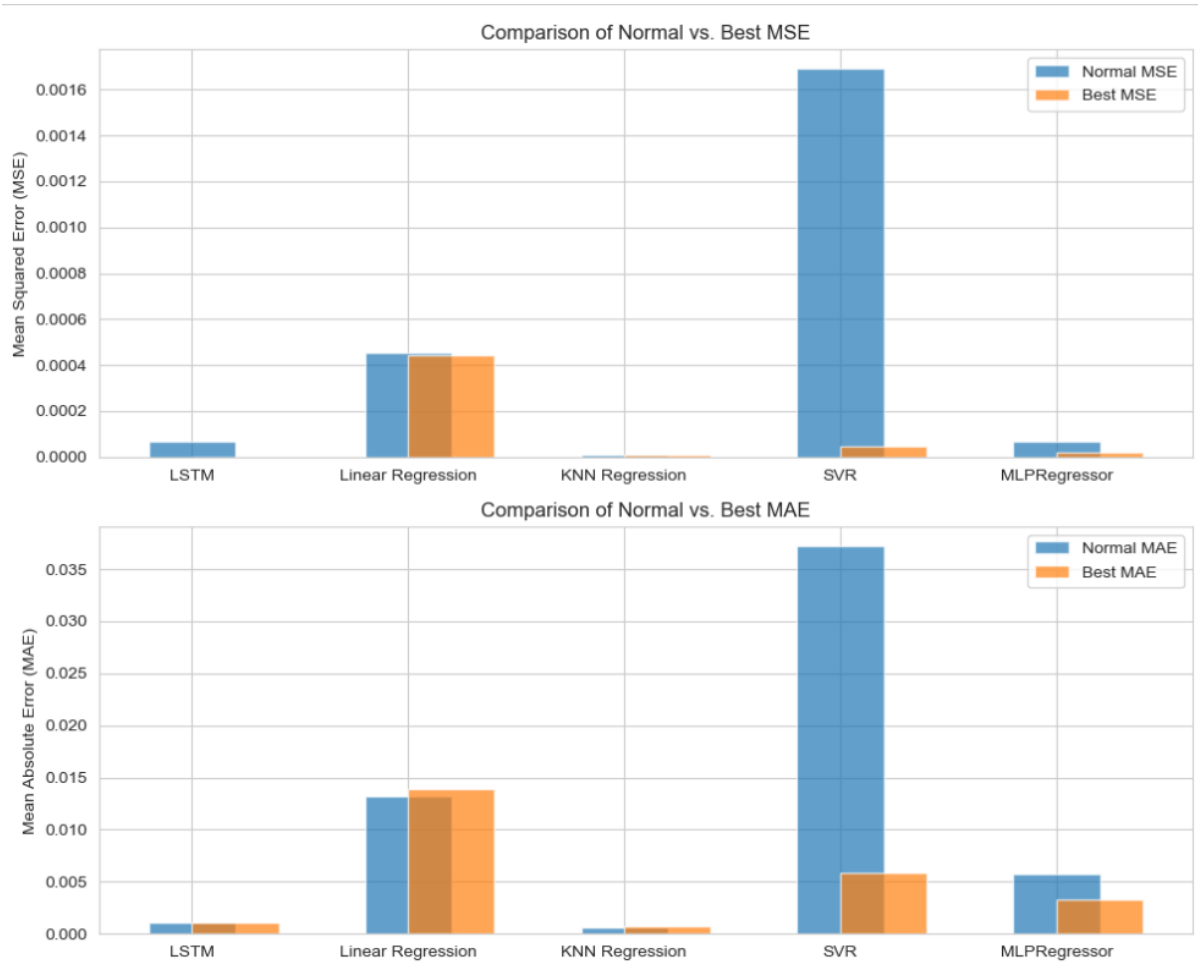 Comparison of Normal vs. Best MSE
Normal MSE
Best MSE
Mean Squared Error (MSE)
0.0016
0.0014
0.0012
0.0010
0.0008
0.0006
0.0004
0.0002
0.0000
LSTM Linear Regression KNN Regression SVR MLPRegressor
Comparison of Normal vs. Best MAE
Normal MAE
Best MAE
Mean Absolute Error (MAE)
0.035
0.030
0.025
0.020
0.015
0.010
0.005
0.000
LSTM Linear Regression KNN Regression SVR MLPRegressor